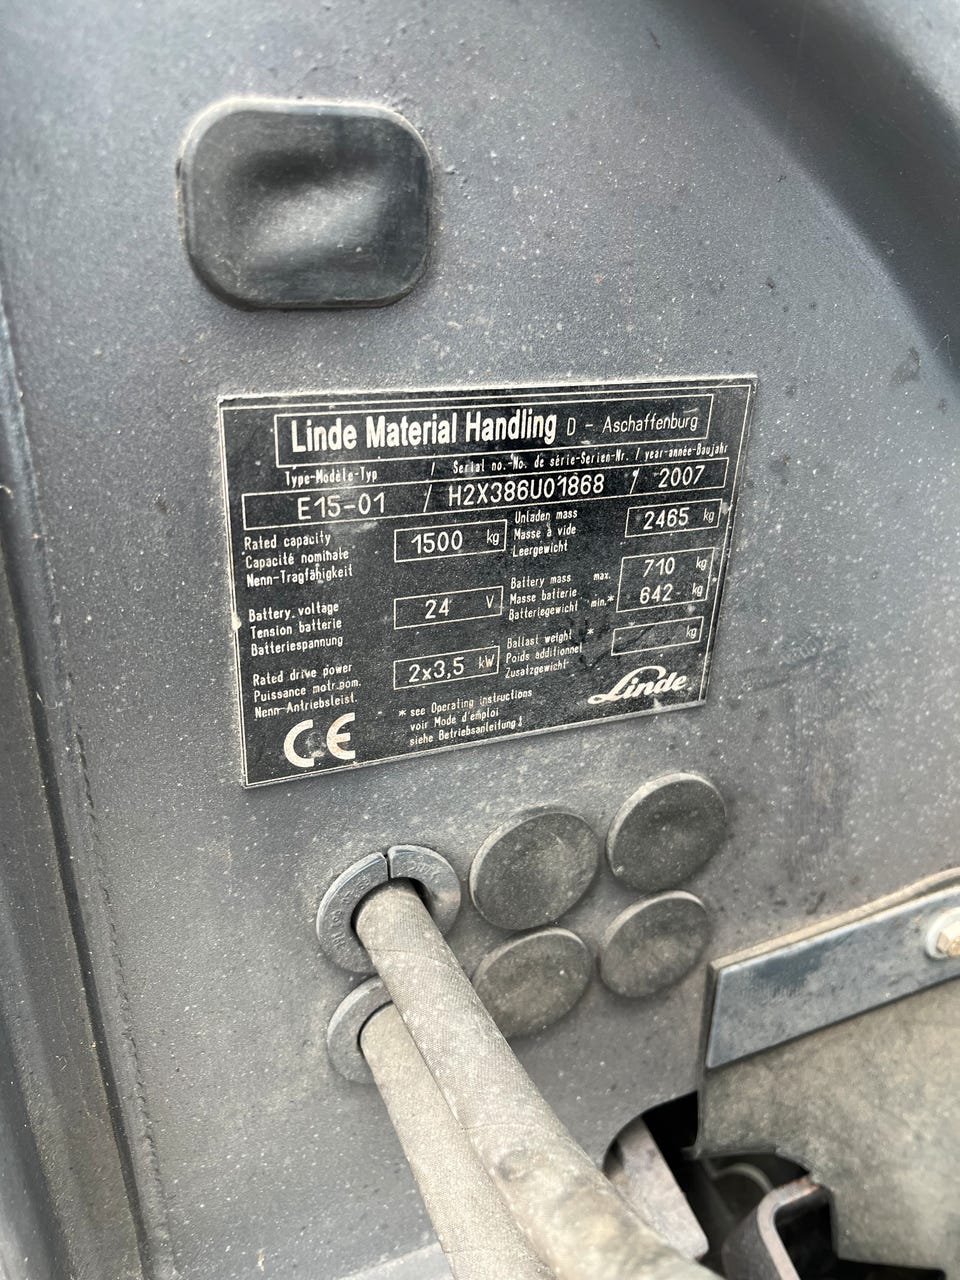 Linde Material Handling D - Aschaffenburg
Type-Modèle-Typ / Serial no.-No. de série-Serien-Nr. / year-année-Baujahr
E15-01 / H2X386U01868 / 2007
Rated capacity
Capacité nominale
Nenn-Tragfähigkeit
1500 kg
Unladen mass
Masse à vide
Leergewicht
2465 kg
Battery voltage
Tension batterie
Batteriespannung
24 V
Battery mass max.
Masse batterie
Batteriegewicht min.*
710 kg
642 kg
Rated drive power
Puissance motr.nom.
Nenn-Antriebsleist.
2x3,5 kW
Ballast weight *
Poids additionnel
Zusatzgewicht
kg
CE
* see Operating instructions
voir Mode d'emploi
siehe Betriebsanleitung
Linde